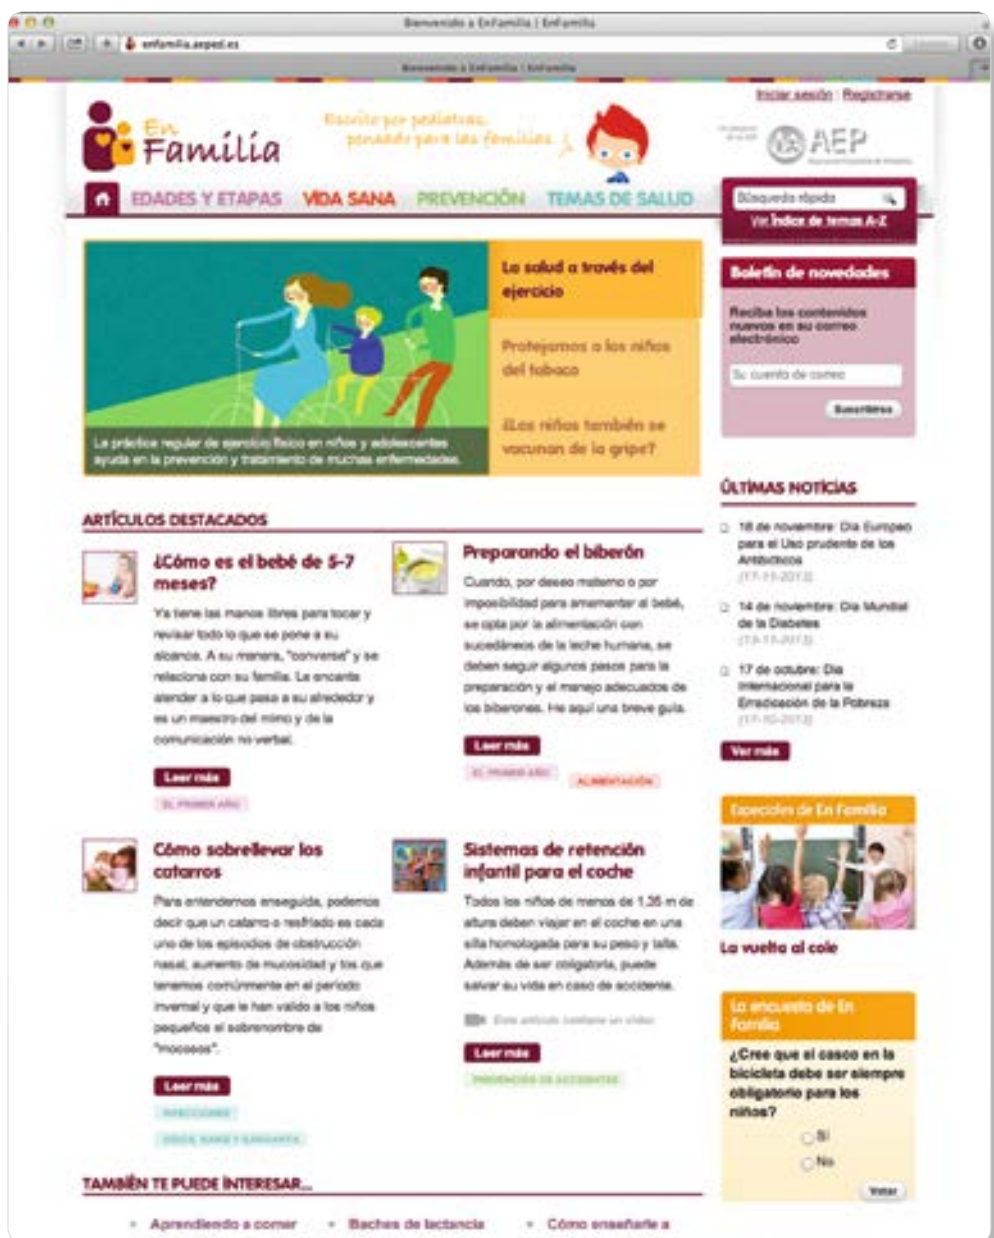 Bienvenido a EnFamilia | EnFamilia
enfamilia.aeped.es
Bienvenido a EnFamilia | EnFamilia
Iniciar sesión Registrarse
En
Familia
Escrito por pediatras,
pensado para las familias
AEP
EDADES Y ETAPAS
VIDA SANA
PREVENCIÓN
TEMAS DE SALUD
Búsqueda rápida
Ver Índice de temas A-Z
La salud a través del
ejercicio
Protejamos a los niños
del tabaco
¿Los niños también se
vacunan de la gripe?
La práctica regular de ejercicio físico en niños y adolescentes
ayuda en la prevención y tratamiento de muchas enfermedades.
Boletín de novedades
Reciba los contenidos
nuevos en su correo
electrónico
Su cuenta de correo
Suscribirse
ARTÍCULOS DESTACADOS
¿Cómo es el bebé de 5-7
meses?
Ya tiene las manos libres para tocar y
revisar todo lo que se pone a su
alcance. A su manera, "conversa" y se
relaciona con su familia. Le encanta
atender a lo que pasa a su alrededor y
es un maestro del mimo y de la
comunicación no verbal.
Leer más
EL PRIMER AÑO
Preparando el biberón
Cuando, por deseo materno o por
imposibilidad para amamantar al bebé,
se opta por la alimentación con
sucedáneos de la leche humana, se
deben seguir algunos pasos para la
preparación y el manejo adecuados de
los biberones. He aquí una breve guía.
Leer más
EL PRIMER AÑO
ALIMENTACIÓN
Cómo sobrellevar los
catarros
Para entendernos enseguida, podemos
decir que un catarro o resfriado es cada
uno de los episodios de obstrucción
nasal, aumento de mucosidad y tos que
tenemos comúnmente en el periodo
invernal y que le han valido a los niños
pequeños el sobrenombre de
"mocosos".
Leer más
INFECCIONES
OÍDOS, NARIZ Y GARGANTA
Sistemas de retención
infantil para el coche
Todos los niños de menos de 1,35 m de
altura deben viajar en el coche en una
silla homologada para su peso y talla.
Además de ser obligatoria, puede
salvar su vida en caso de accidente.
Este artículo contiene un vídeo
Leer más
PREVENCIÓN DE ACCIDENTES
ÚLTIMAS NOTICIAS
18 de noviembre: Día Europeo
para el Uso prudente de los
Antibióticos
(17-11-2013)
14 de noviembre: Día Mundial
de la Diabetes
(13-11-2013)
17 de octubre: Día
Internacional para la
Erradicación de la Pobreza
(17-10-2013)
Ver más
Especiales de En Familia
La vuelta al cole
La encuesta de En
Familia
¿Cree que el casco en la
bicicleta debe ser siempre
obligatorio para los
niños?
Sí
No
Votar
TAMBIÉN TE PUEDE INTERESAR...
Aprendiendo a comer
Baches de lactancia
Cómo enseñarle a